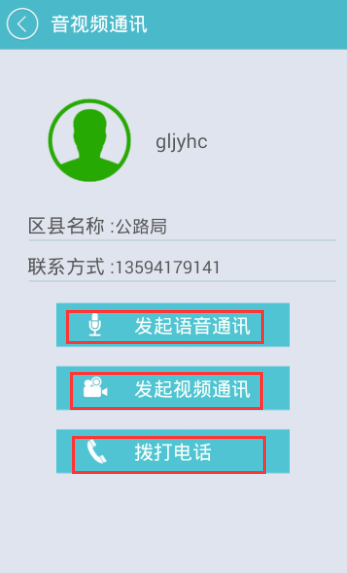 音视频通讯
gljyhc
区县名称 :公路局
联系方式 :13594179141
发起语音通讯
发起视频通讯
拨打电话